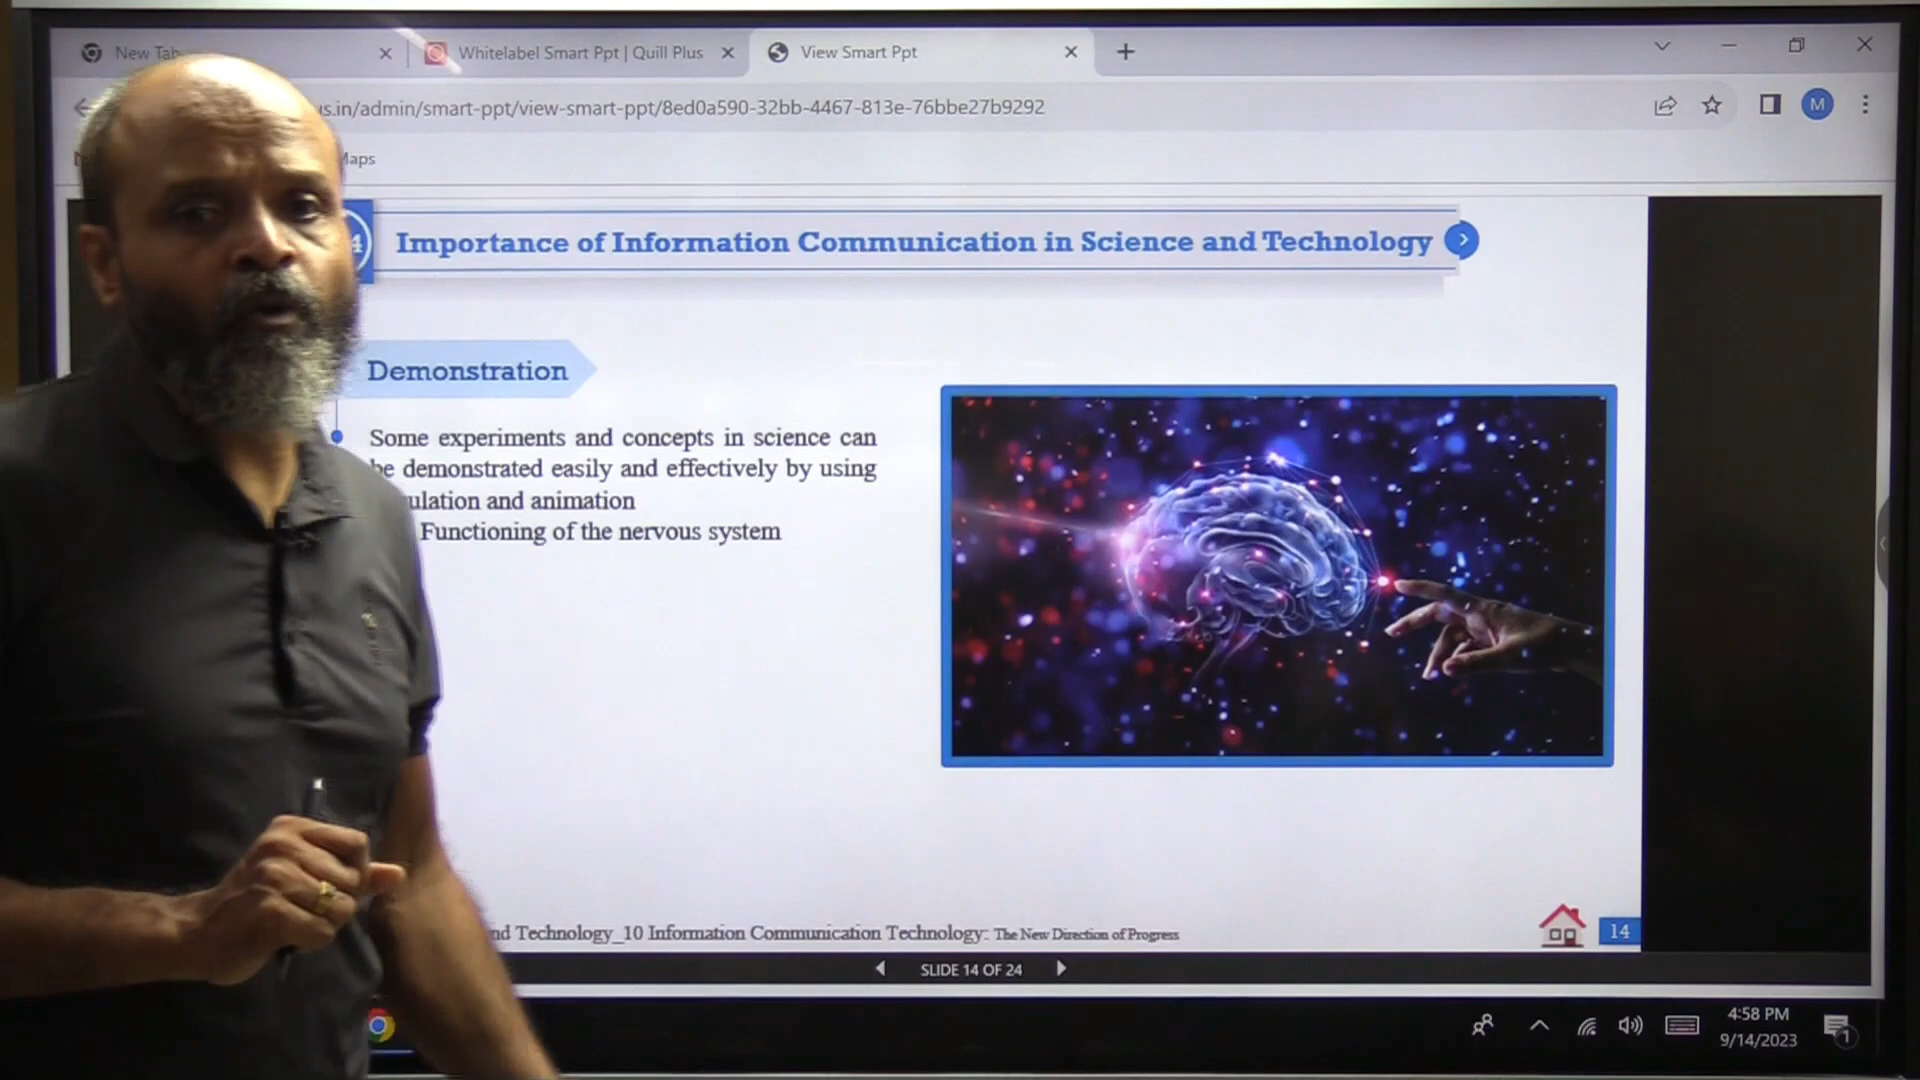 New Tab
Whitelabel Smart Ppt | Quill Plus
View Smart Ppt
s.in/admin/smart-ppt/view-smart-ppt/8ed0a590-32bb-4467-813e-76bbe27b9292
M
Maps
4
Importance of Information Communication in Science and Technology
Demonstration
Some experiments and concepts in science can
be demonstrated easily and effectively by using
ulation and animation
Functioning of the nervous system
nd Technology_10 Information Communication Technology: The New Direction of Progress
14
SLIDE 14 OF 24
4:58 PM
9/14/2023
1